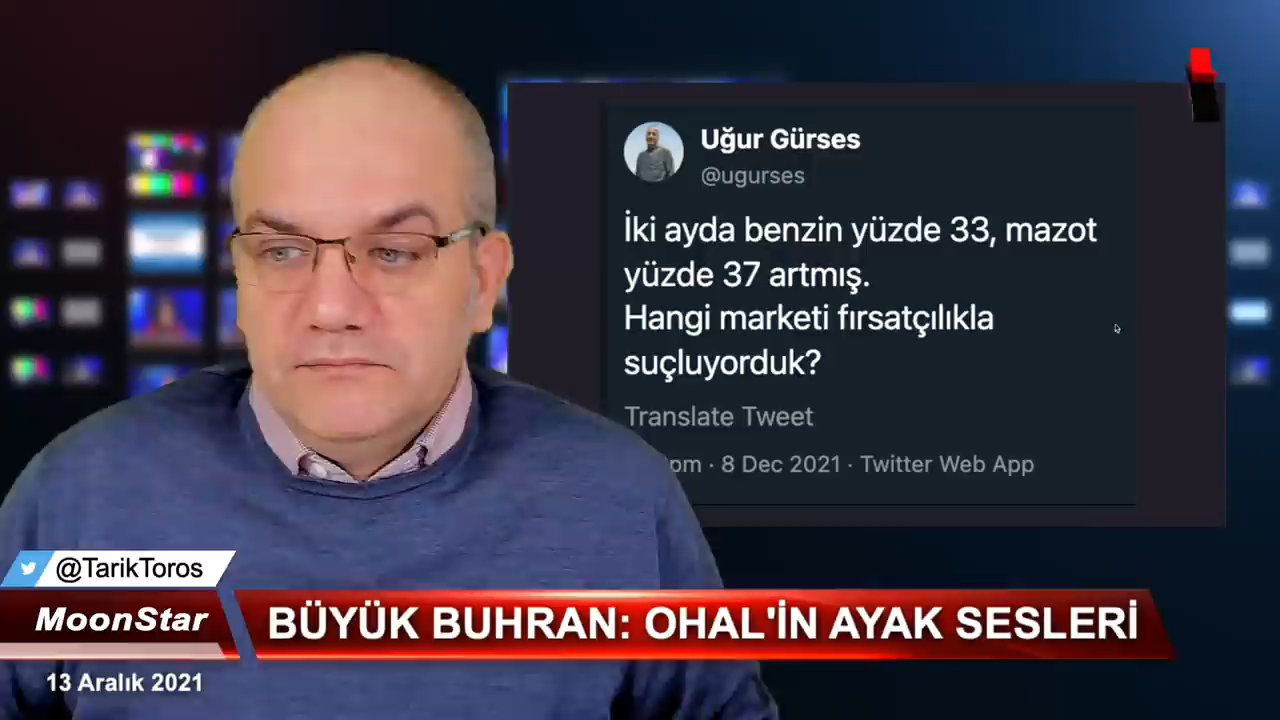 Uğur Gürses
@ugurses
İki ayda benzin yüzde 33, mazot
yüzde 37 artmış.
Hangi marketi fırsatçılıkla
suçluyorduk?
Translate Tweet
pm · 8 Dec 2021 · Twitter Web App
@TarikToros
MoonStar
BÜYÜK BUHRAN: OHAL'İN AYAK SESLERİ
13 Aralık 2021